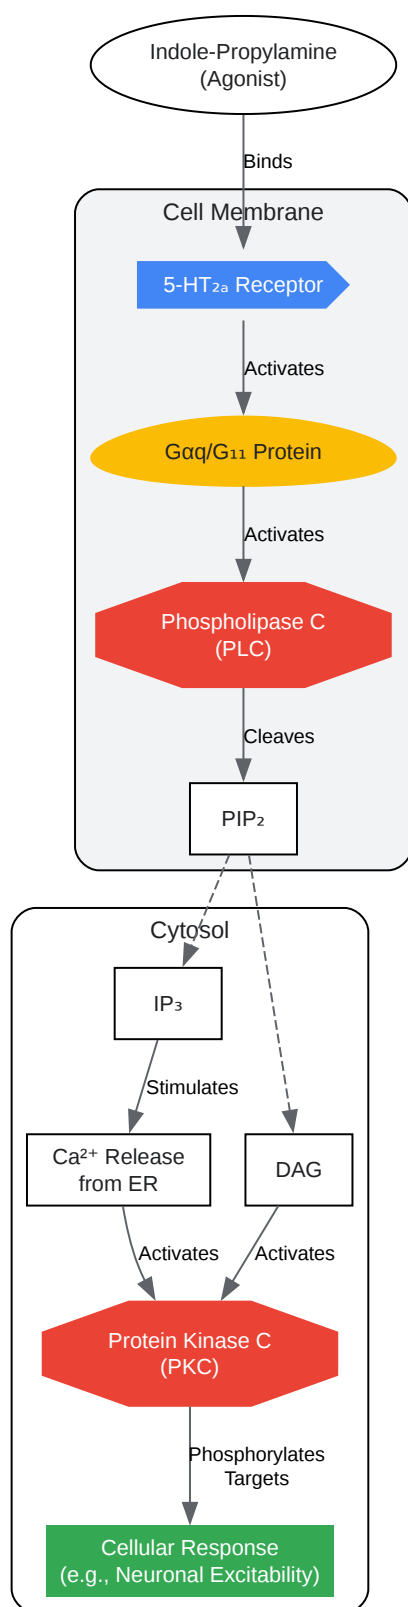 Indole-Propylamine
(Agonist)
Binds
Cell Membrane
5-HT₂ₐ Receptor
Activates
Gαq/G₁₁ Protein
Activates
Phospholipase C
(PLC)
Cleaves
PIP₂
Cytosol
IP₃
Stimulates
Ca²⁺ Release
from ER
DAG
Activates
Activates
Protein Kinase C
(PKC)
Phosphorylates
Targets
Cellular Response
(e.g., Neuronal Excitability)